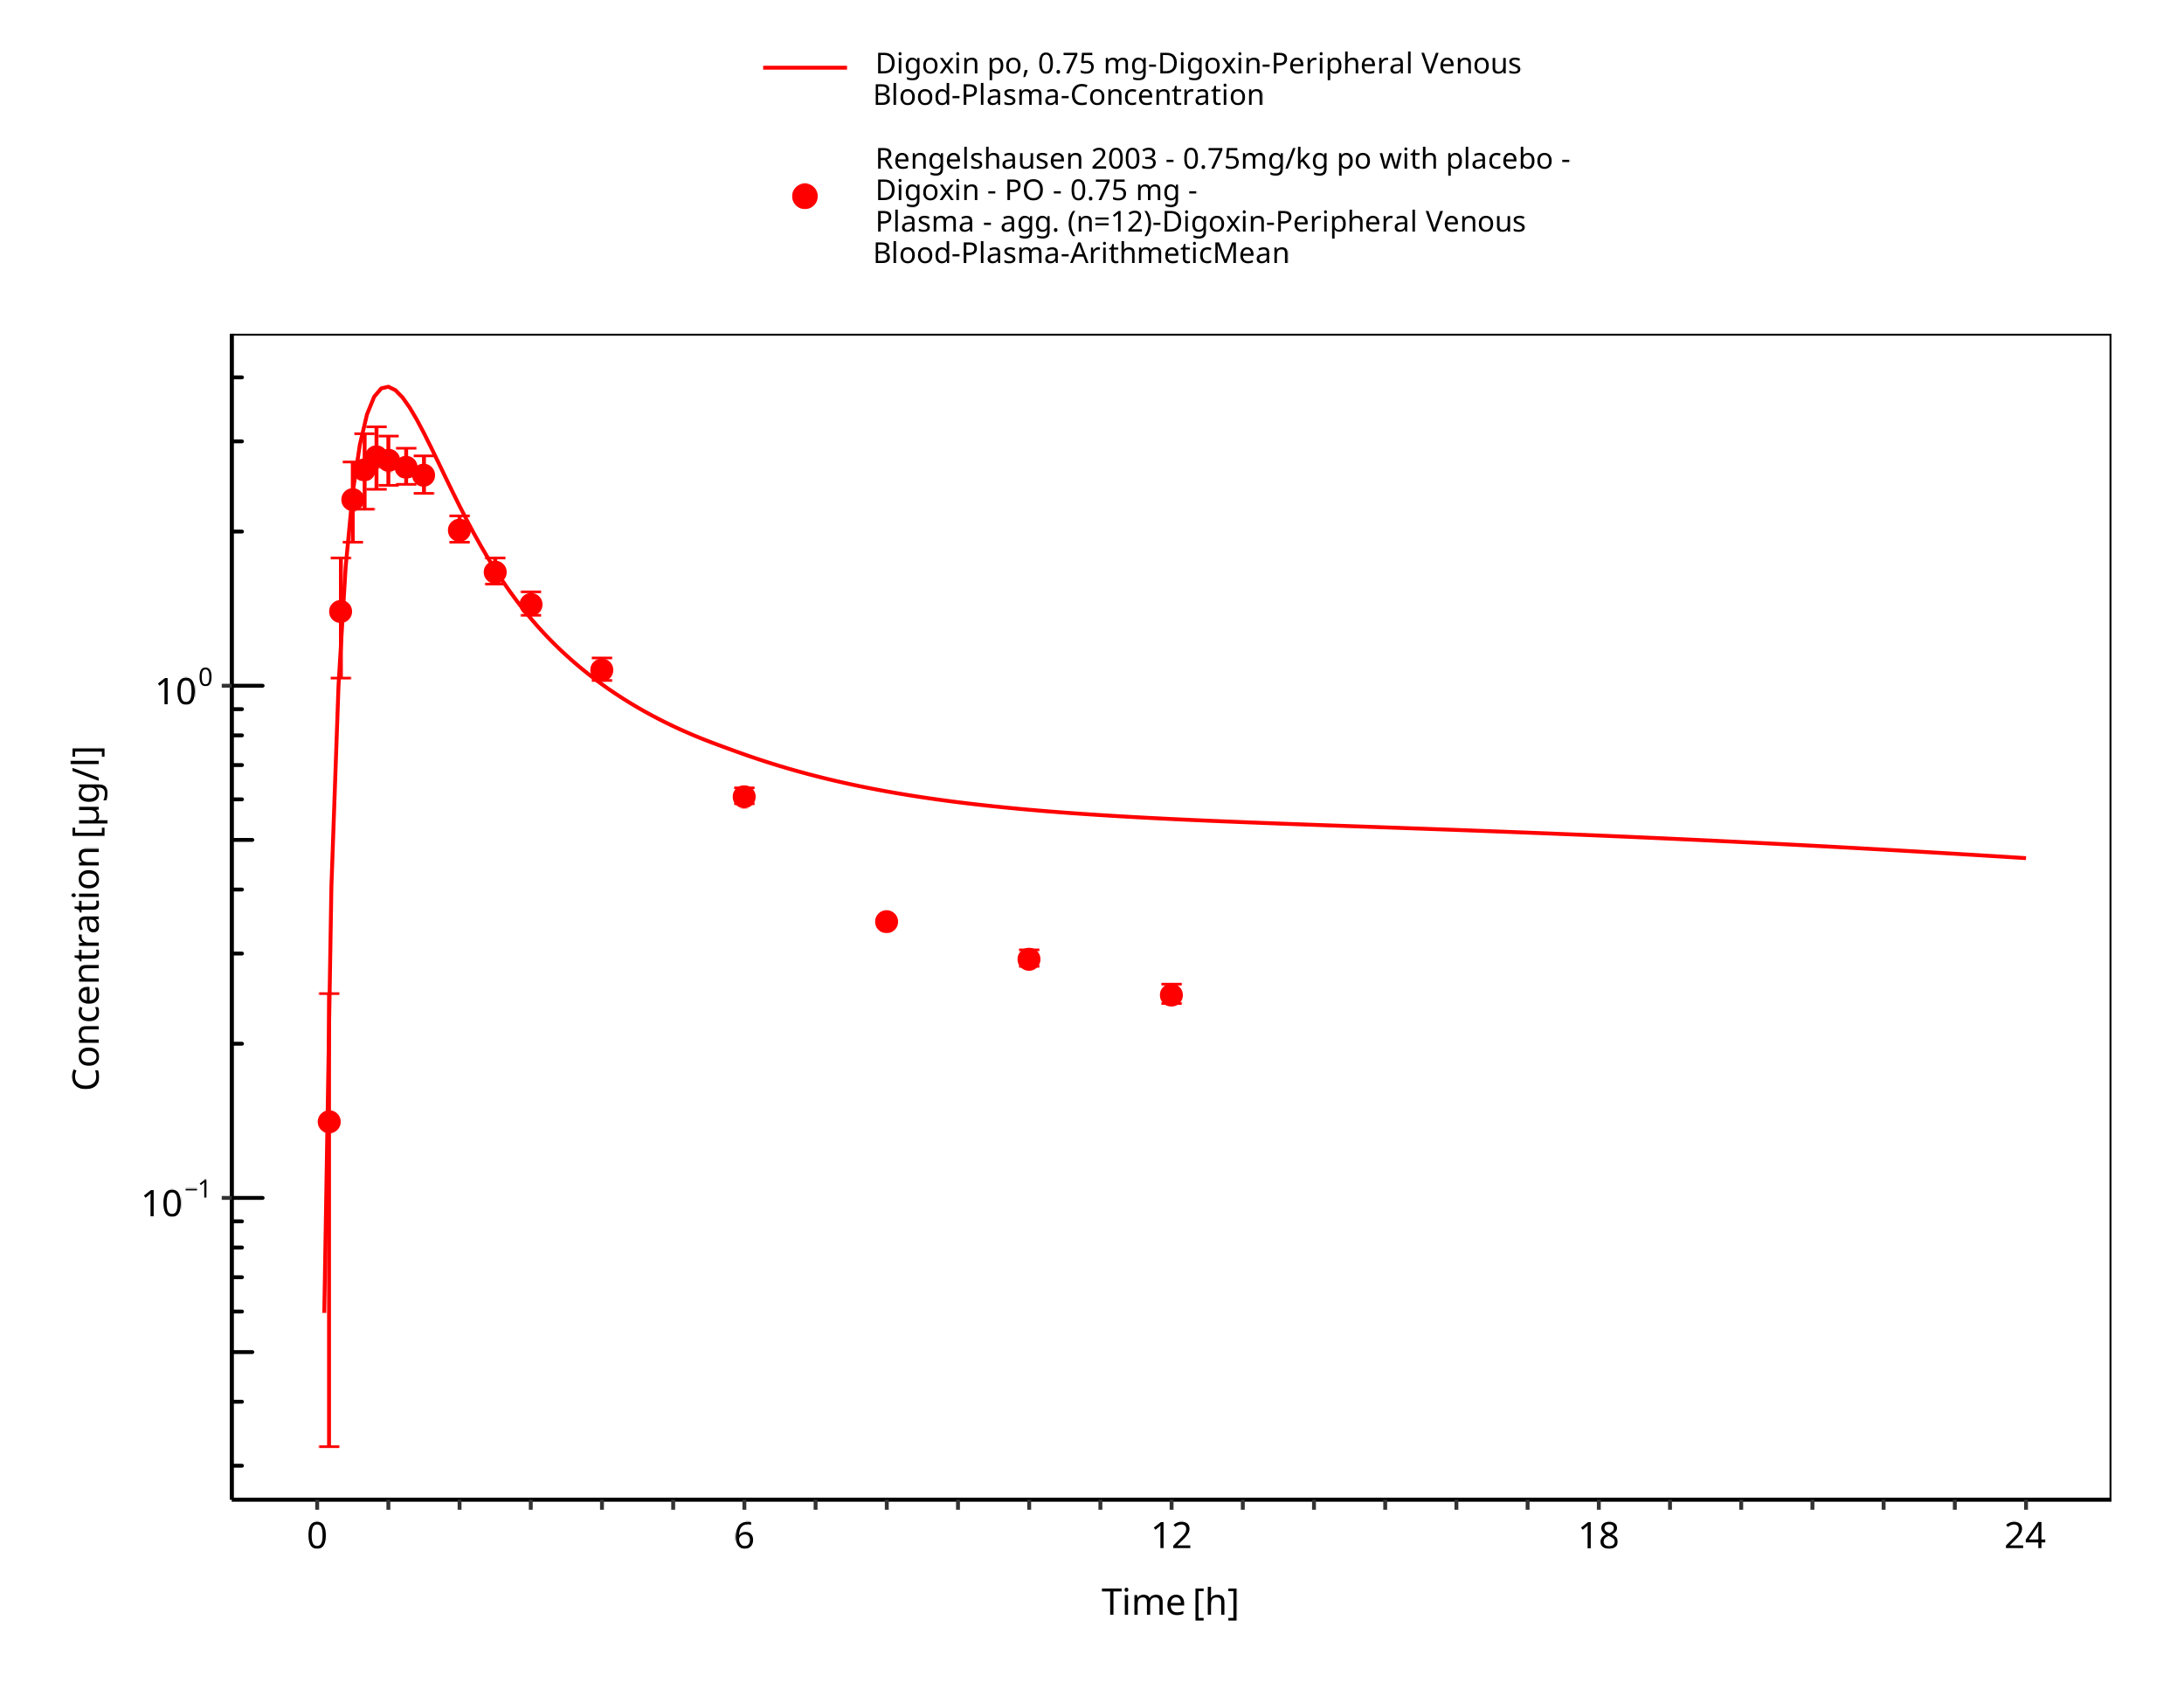 Digoxin po, 0.75 mg-Digoxin-Peripheral Venous
Blood-Plasma-Concentration
Rengelshausen 2003 - 0.75mg/kg po with placebo -
Digoxin - PO - 0.75 mg -
Plasma - agg. (n=12)-Digoxin-Peripheral Venous
Blood-Plasma-ArithmeticMean
Concentration [µg/l]
10⁰
10⁻¹
0 6 12 18 24
Time [h]